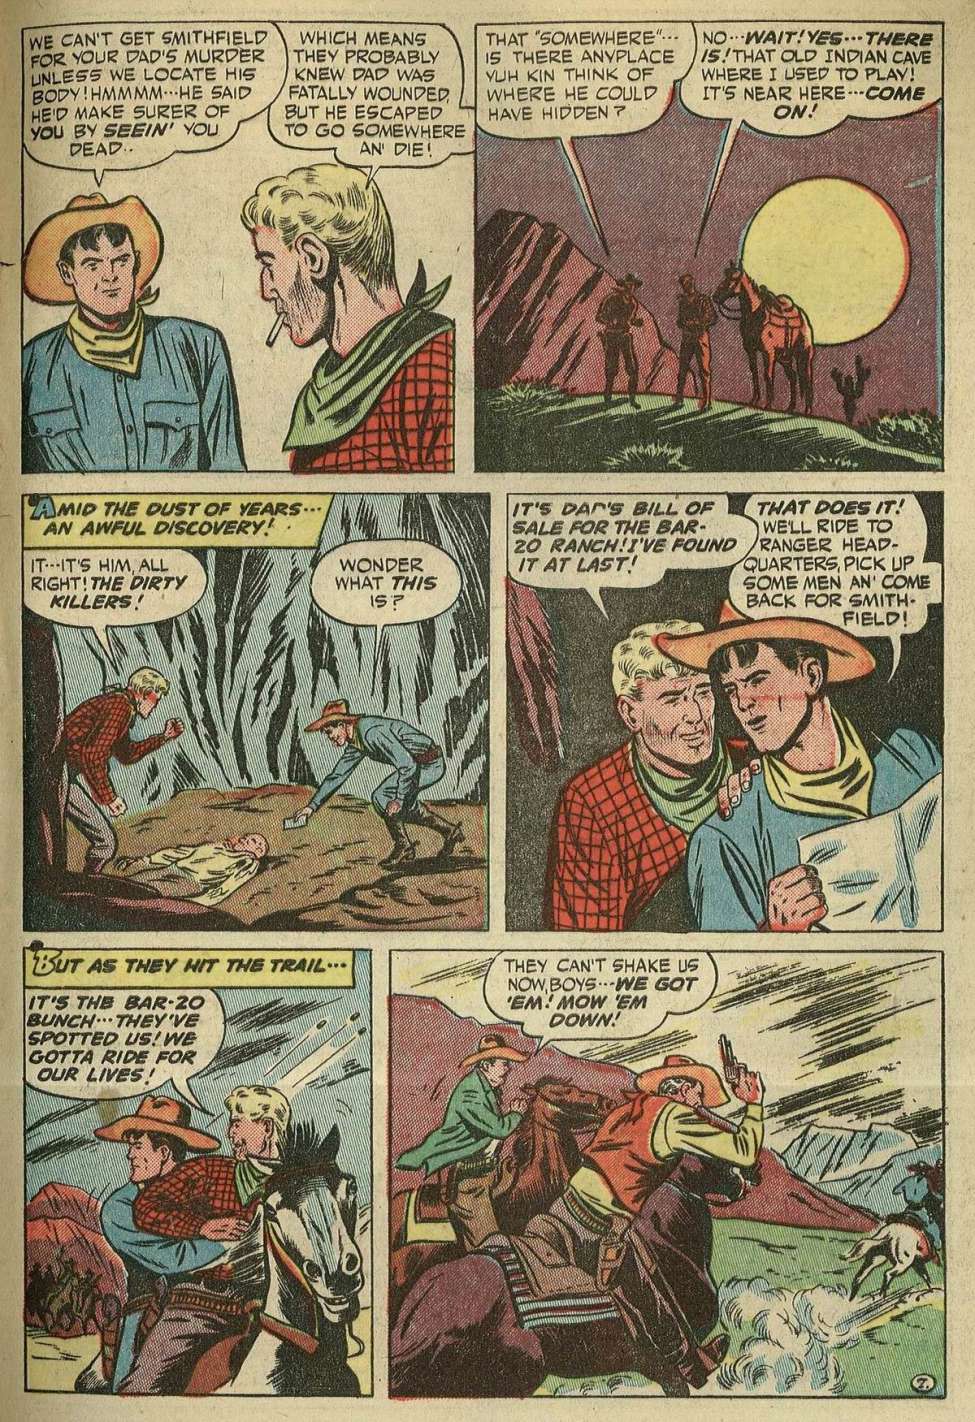 WE CAN'T GET SMITHFIELD
FOR YOUR DAD'S MURDER
UNLESS WE LOCATE HIS
BODY! HMMMM---HE SAID
HE'D MAKE SURER OF
YOU BY SEEIN' YOU
DEAD--
WHICH MEANS
THEY PROBABLY
KNEW DAD WAS
FATALLY WOUNDED,
BUT HE ESCAPED
TO GO SOMEWHERE
AN' DIE!
THAT "SOMEWHERE"---
IS THERE ANYPLACE
YUH KIN THINK OF
WHERE HE COULD
HAVE HIDDEN?
NO---WAIT! YES---THERE
IS! THAT OLD INDIAN CAVE
WHERE I USED TO PLAY!
IT'S NEAR HERE---COME
ON!
AMID THE DUST OF YEARS---
AN AWFUL DISCOVERY!
IT---IT'S HIM, ALL
RIGHT! THE DIRTY
KILLERS!
WONDER
WHAT THIS
IS?
IT'S DAD'S BILL OF
SALE FOR THE BAR-
20 RANCH! I'VE FOUND
IT AT LAST!
THAT DOES IT!
WE'LL RIDE TO
RANGER HEAD-
QUARTERS, PICK UP
SOME MEN AN' COME
BACK FOR SMITH-
FIELD!
BUT AS THEY HIT THE TRAIL---
IT'S THE BAR-20
BUNCH---THEY'VE
SPOTTED US! WE
GOTTA RIDE FOR
OUR LIVES!
THEY CAN'T SHAKE US
NOW, BOYS---WE GOT
'EM! MOW 'EM
DOWN!
7.